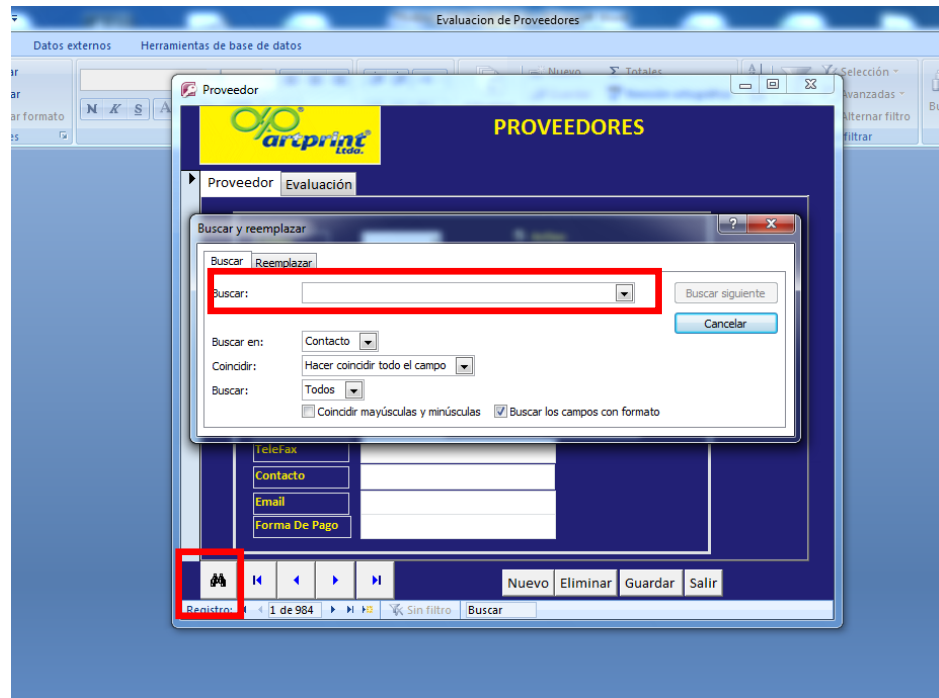 Evaluacion de Proveedores
Datos externos Herramientas de base de datos
ar
ar
ar formato
es
N K S A
Nuevo Σ Totales
Selección
Avanzadas
Alternar filtro
filtrar
Bu
Proveedor
artprint
Ltda.
PROVEEDORES
Proveedor Evaluación
Buscar y reemplazar
Buscar Reemplazar
Buscar: Buscar siguiente
Cancelar
Buscar en: Contacto
Coincidir: Hacer coincidir todo el campo
Buscar: Todos
Coincidir mayúsculas y minúsculas Buscar los campos con formato
TeleFax
Contacto
Email
Forma De Pago
Nuevo Eliminar Guardar Salir
Registro: 1 de 984 Sin filtro Buscar